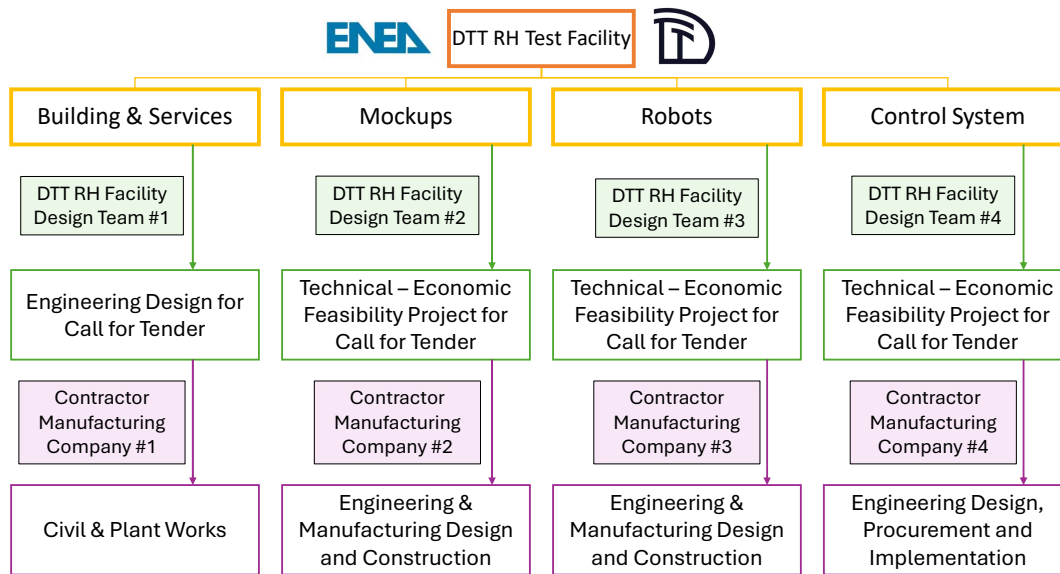 ENEA
DTT RH Test Facility
Building & Services
Mockups
Robots
Control System
DTT RH Facility
Design Team #1
DTT RH Facility
Design Team #2
DTT RH Facility
Design Team #3
DTT RH Facility
Design Team #4
Engineering Design for
Call for Tender
Technical – Economic
Feasibility Project for
Call for Tender
Technical – Economic
Feasibility Project for
Call for Tender
Technical – Economic
Feasibility Project for
Call for Tender
Contractor
Manufacturing
Company #1
Contractor
Manufacturing
Company #2
Contractor
Manufacturing
Company #3
Contractor
Manufacturing
Company #4
Civil & Plant Works
Engineering &
Manufacturing Design
and Construction
Engineering &
Manufacturing Design
and Construction
Engineering Design,
Procurement and
Implementation